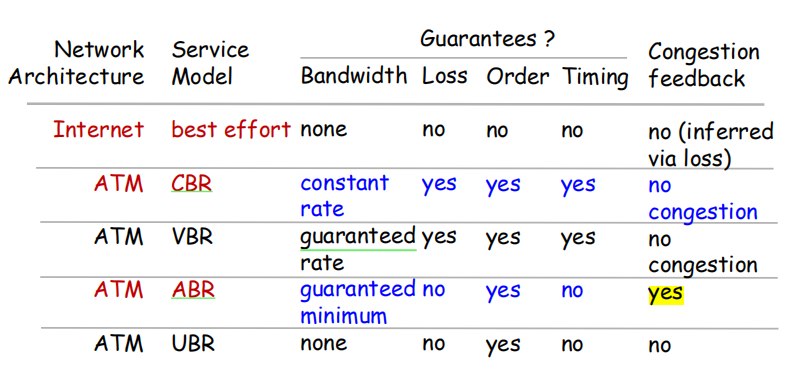 Guarantees ?
Network Service Congestion
Architecture Model Bandwidth Loss Order Timing feedback
Internet best effort none no no no no (inferred
via loss)
ATM CBR constant yes yes yes no
rate congestion
ATM VBR guaranteed yes yes yes no
rate congestion
ATM ABR guaranteed no yes no yes
minimum
ATM UBR none no yes no no